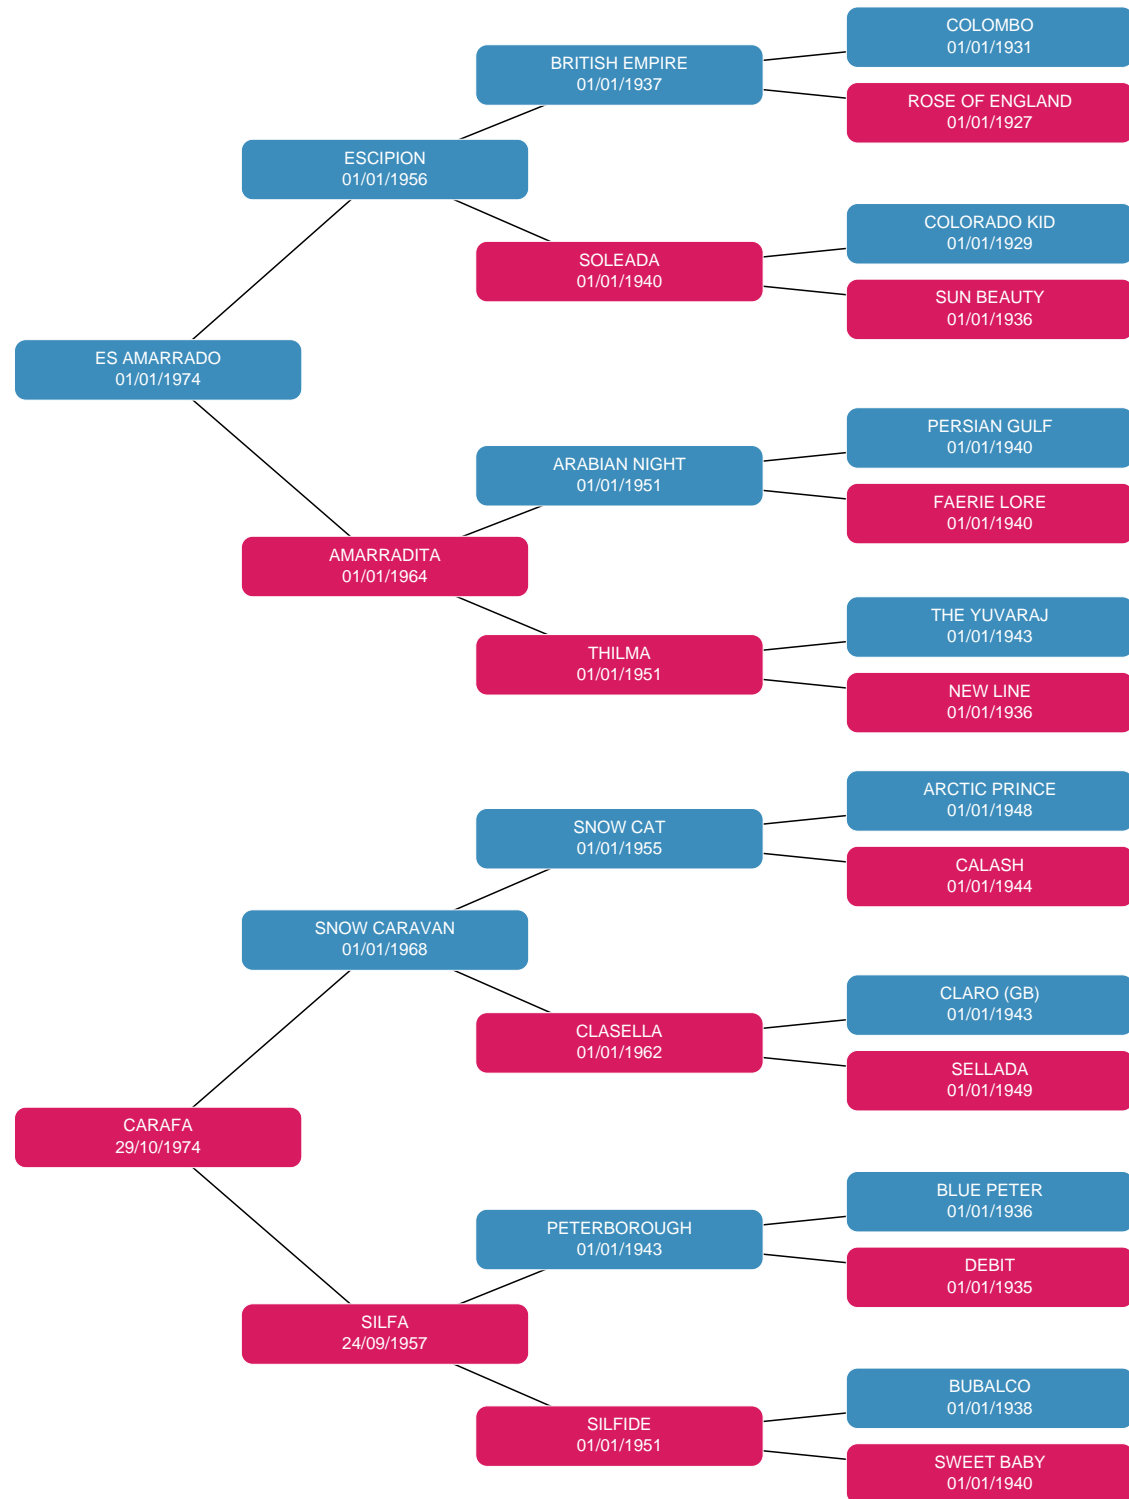 COLOMBO
01/01/1931
BRITISH EMPIRE
01/01/1937
ROSE OF ENGLAND
01/01/1927
ESCIPION
01/01/1956
COLORADO KID
01/01/1929
SOLEADA
01/01/1940
SUN BEAUTY
01/01/1936
ES AMARRADO
01/01/1974
PERSIAN GULF
01/01/1940
ARABIAN NIGHT
01/01/1951
FAERIE LORE
01/01/1940
AMARRADITA
01/01/1964
THE YUVARAJ
01/01/1943
THILMA
01/01/1951
NEW LINE
01/01/1936
ARCTIC PRINCE
01/01/1948
SNOW CAT
01/01/1955
CALASH
01/01/1944
SNOW CARAVAN
01/01/1968
CLARO (GB)
01/01/1943
CLASELLA
01/01/1962
SELLADA
01/01/1949
CARAFA
29/10/1974
BLUE PETER
01/01/1936
PETERBOROUGH
01/01/1943
DEBIT
01/01/1935
SILFA
24/09/1957
BUBALCO
01/01/1938
SILFIDE
01/01/1951
SWEET BABY
01/01/1940